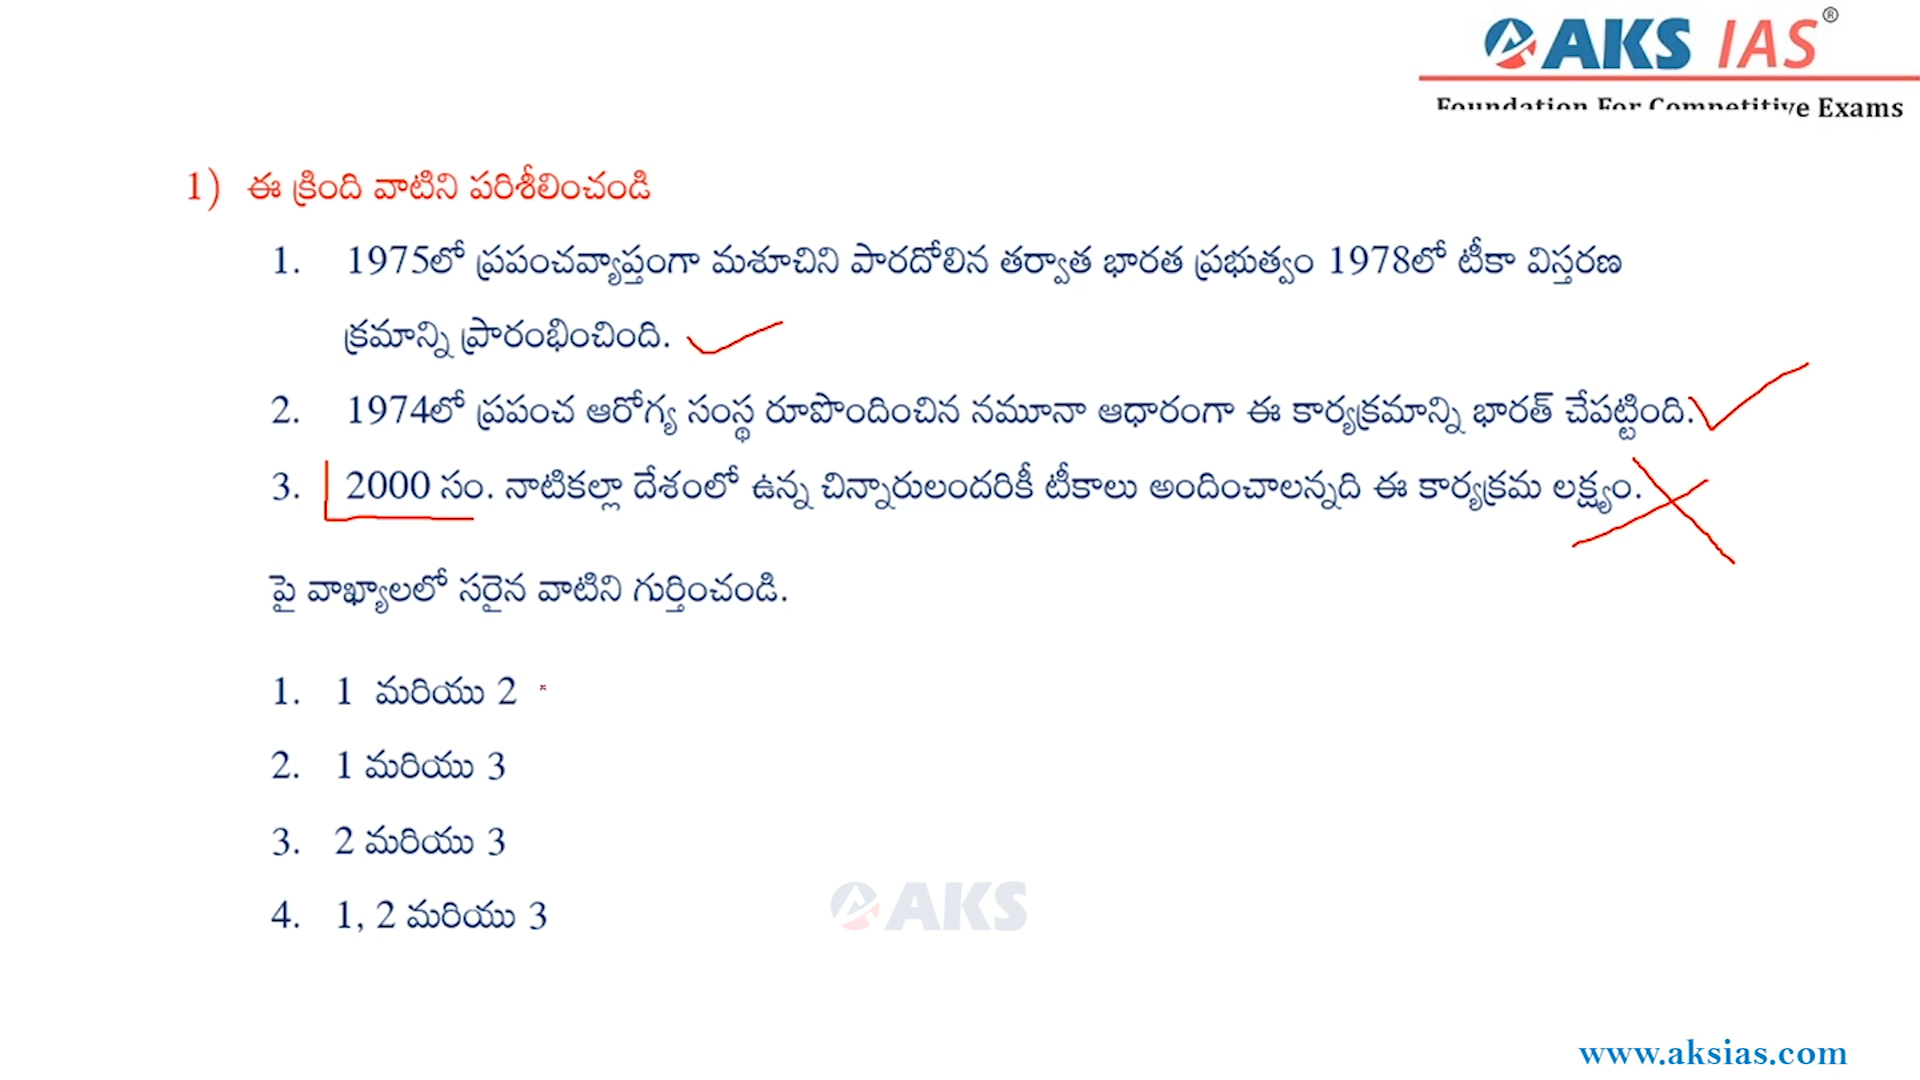 AKS IAS®
Foundation For Competitive Exams
1) ఈ క్రింది వాటిని పరిశీలించండి
1. 1975లో ప్రపంచవ్యాప్తంగా మశూచిని పారదోలిన తర్వాత భారత ప్రభుత్వం 1978లో టీకా విస్తరణ
క్రమాన్ని ప్రారంభించింది.
2. 1974లో ప్రపంచ ఆరోగ్య సంస్థ రూపొందించిన నమూనా ఆధారంగా ఈ కార్యక్రమాన్ని భారత్ చేపట్టింది.
3. 2000 సం. నాటికల్లా దేశంలో ఉన్న చిన్నారులందరికీ టీకాలు అందించాలన్నది ఈ కార్యక్రమ లక్ష్యం.
పై వాఖ్యాలలో సరైన వాటిని గుర్తించండి.
1. 1 మరియు 2
2. 1 మరియు 3
3. 2 మరియు 3
4. 1, 2 మరియు 3
AKS
www.aksias.com